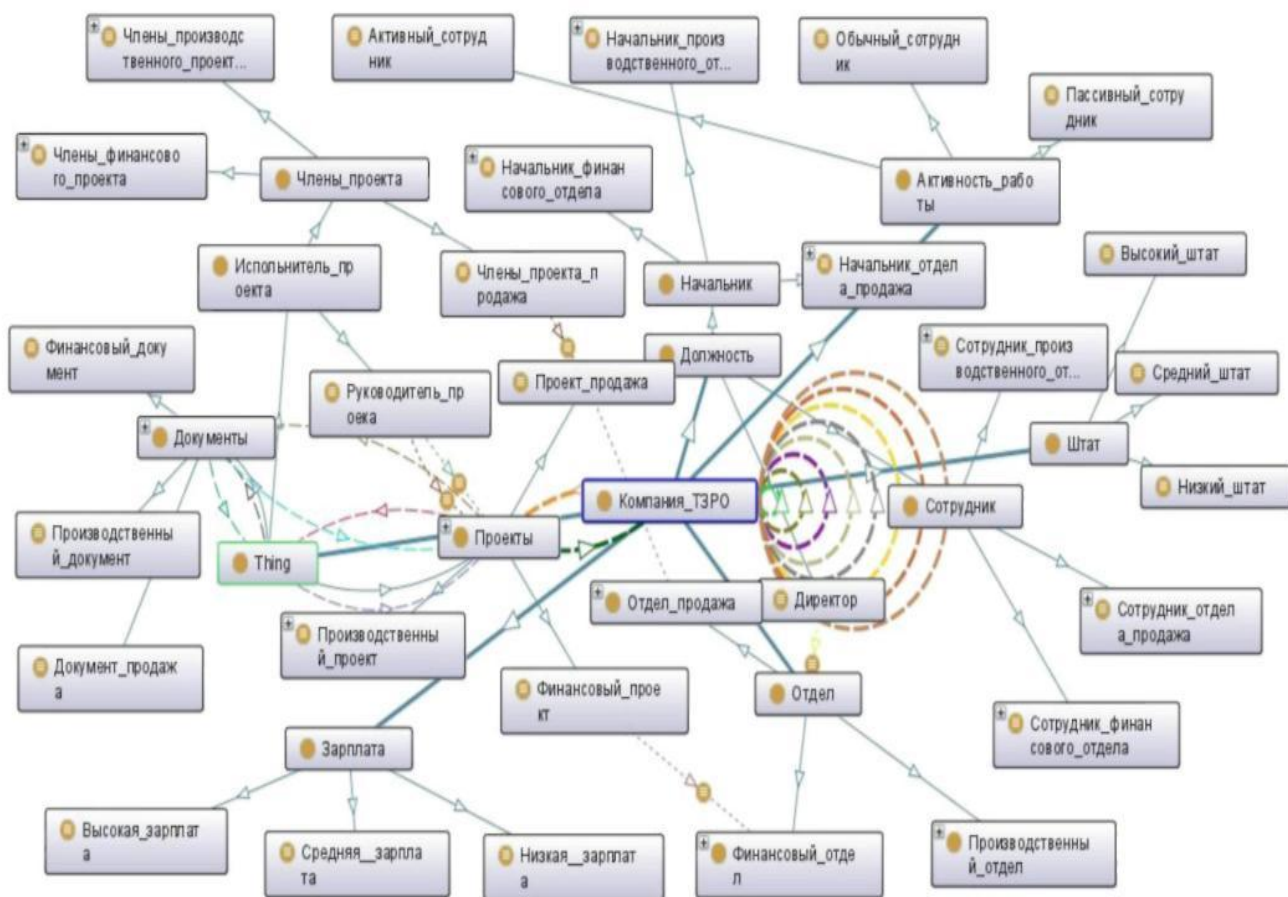 Члены_производс
твенного_проект...
Активный_сотруд
ник
Начальник_произ
водственного_от...
Обычный_сотрудн
ик
Пассивный_сотру
дник
Члены_финансово
го_проекта
Члены_проекта
Начальник_финан
сового_отдела
Активность_рабо
ты
Испольнитель_пр
оекта
Члены_проекта_п
родажа
Начальник
Начальник_отдел
а_продажа
Высокий_штат
Финансовый_доку
мент
Должность
Сотрудник_произ
водственного_от...
Средний_штат
Руководитель_пр
оека
Проект_продажа
Документы
Штат
Низкий_штат
Компания_ТЗРО
Сотрудник
Производственны
й_документ
Thing
Проекты
Отдел_продажа
Директор
Сотрудник_отдел
а_продажа
Производственны
й_проект
Документ_продаж
а
Финансовый_прое
кт
Отдел
Сотрудник_финан
сового_отдела
Зарплата
Высокая_зарплат
а
Средняя__зарпла
та
Низкая__зарплат
а
Финансовый_отде
л
Производственны
й_отдел